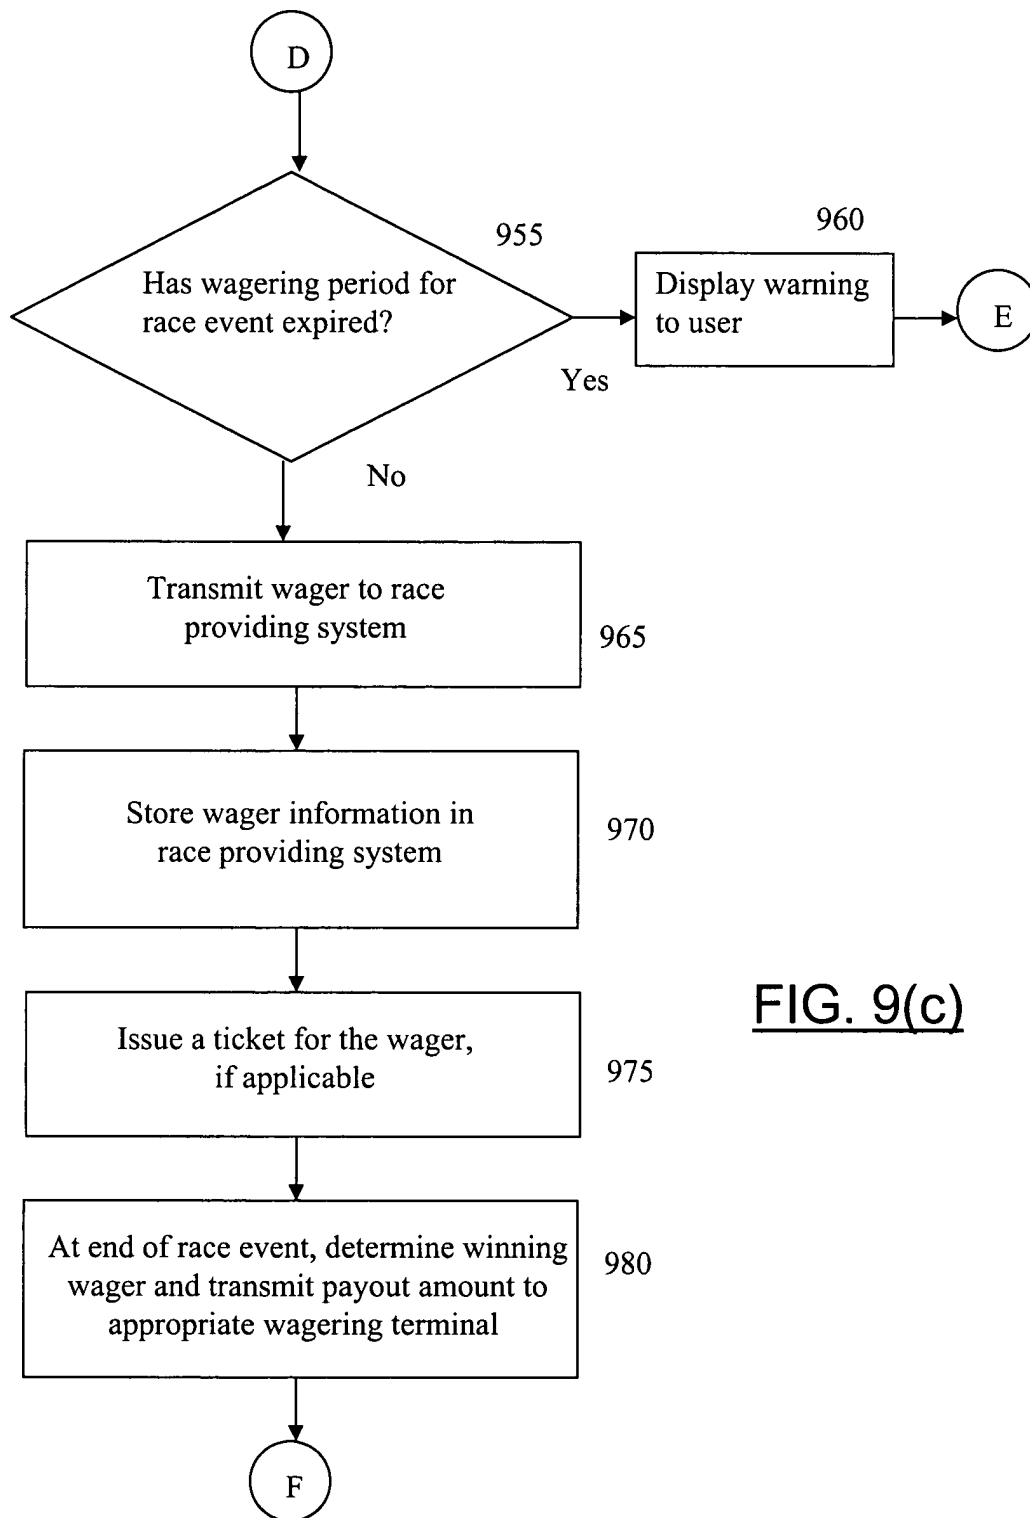 D
955
960
Has wagering period for
race event expired?
Display warning
to user
E
Yes
No
Transmit wager to race
providing system
965
Store wager information in
race providing system
970
Issue a ticket for the wager,
if applicable
975
FIG. 9(c)
At end of race event, determine winning
wager and transmit payout amount to
appropriate wagering terminal
980
F